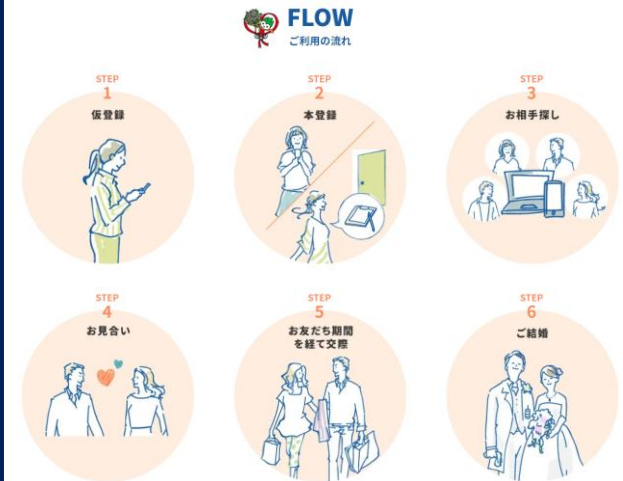 FLOW
ご利用の流れ
STEP
1
仮登録
STEP
2
本登録
STEP
3
お相手探し
STEP
4
お見合い
STEP
5
お友だち期間
を経て交際
STEP
6
ご結婚